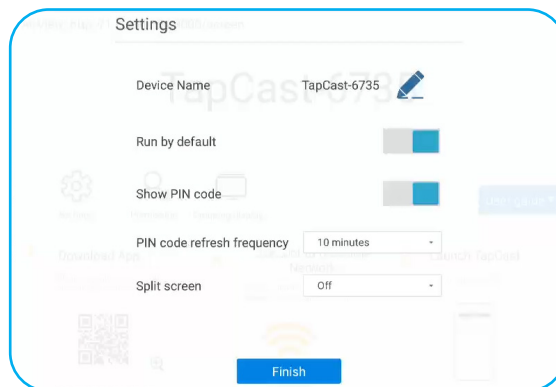 Settings
TapCast-6735
Device Name TapCast-6735
Run by default
Show PIN code
PIN code refresh frequency 10 minutes
Download App Launch TapCast
Network
Split screen Off
Finish